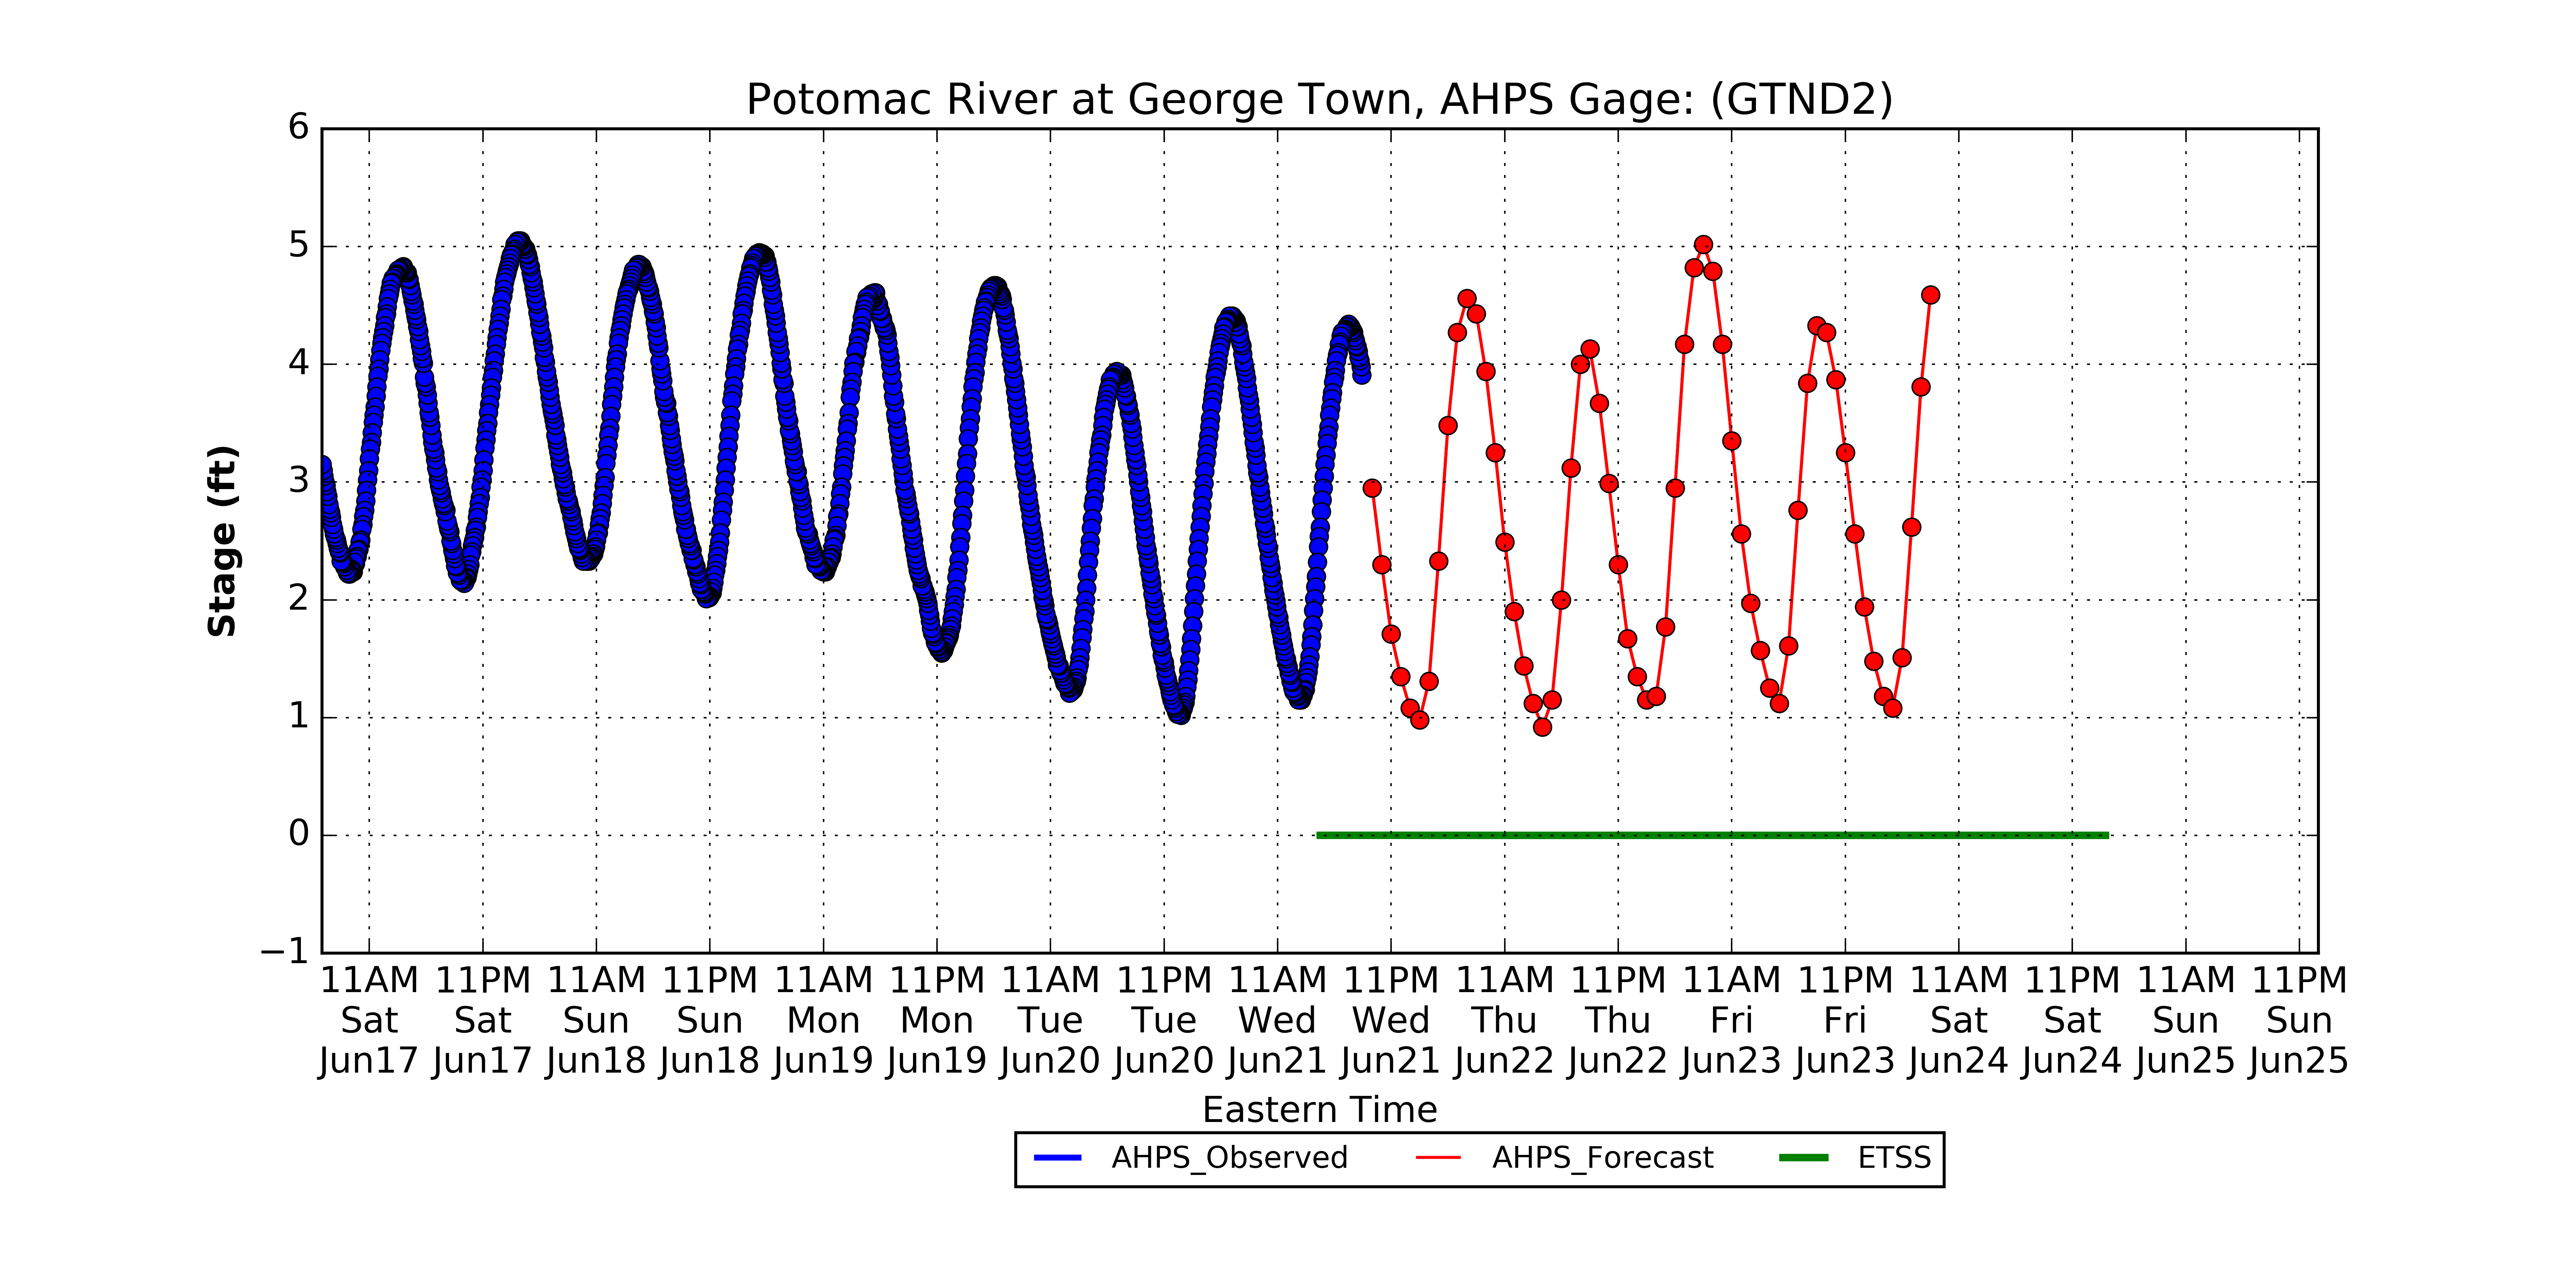 Potomac River at George Town, AHPS Gage: (GTND2)
6
5
4
3
2
1
0
−1
Stage (ft)
11AM 11PM 11AM 11PM 11AM 11PM 11AM 11PM 11AM 11PM 11AM 11PM 11AM 11PM 11AM 11PM 11AM 11PM
Sat Sat Sun Sun Mon Mon Tue Tue Wed Wed Thu Thu Fri Fri Sat Sat Sun Sun
Jun17 Jun17 Jun18 Jun18 Jun19 Jun19 Jun20 Jun20 Jun21 Jun21 Jun22 Jun22 Jun23 Jun23 Jun24 Jun24 Jun25 Jun25
Eastern Time
AHPS_Observed AHPS_Forecast ETSS